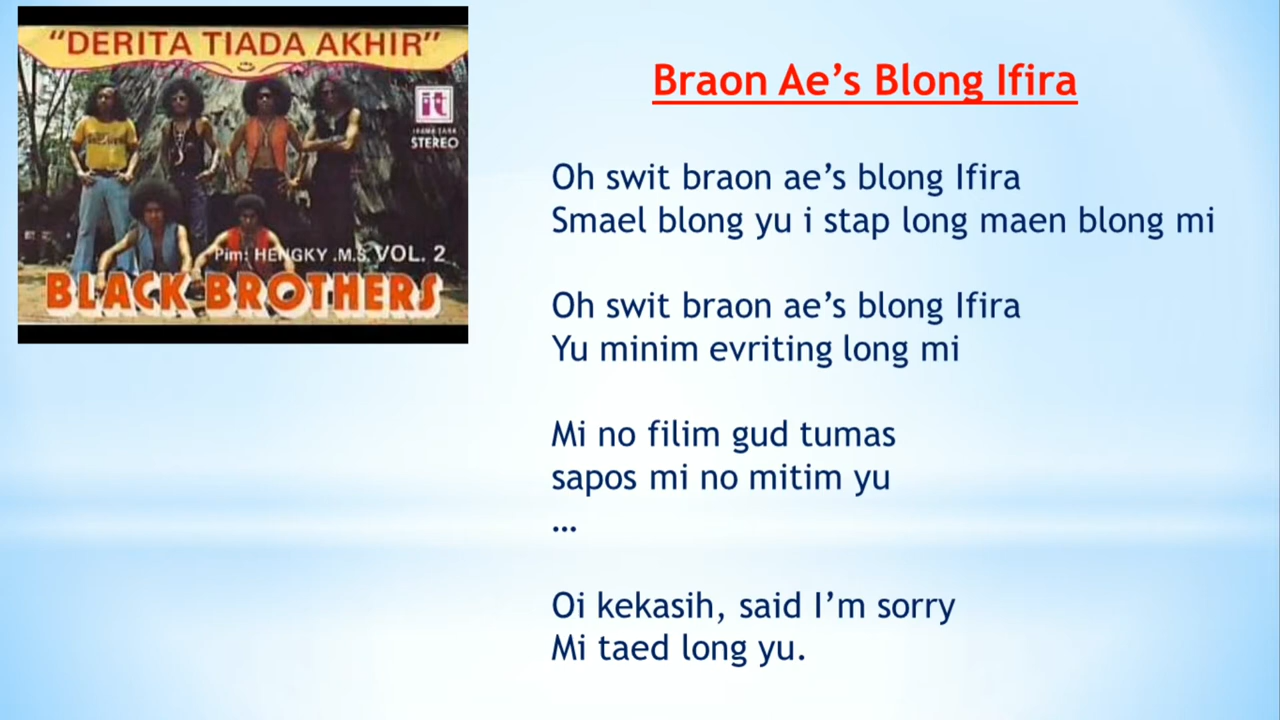 "DERITA TIADA AKHIR"
it
IRAMA TARA
STEREO
Pim: HENGKY .M.S. VOL. 2
BLACK BROTHERS
Braon Ae's Blong Ifira
Oh swit braon ae's blong Ifira
Smael blong yu i stap long maen blong mi
Oh swit braon ae's blong Ifira
Yu minim evriting long mi
Mi no filim gud tumas
sapos mi no mitim yu
...
Oi kekasih, said I'm sorry
Mi taed long yu.